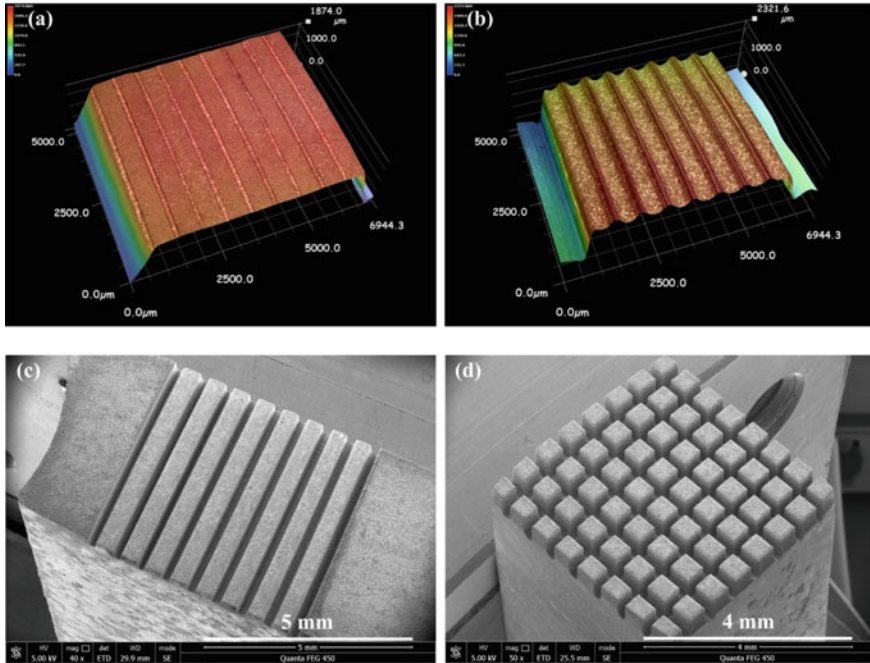 (a)
1874.0
µm
1000.0
0.0
5000.0
2500.0
0.0µm
0.0µm
2500.0
5000.0
6944.3
(b)
2321.6
µm
1000.0
0.0
5000.0
2500.0
0.0µm
0.0µm
2500.0
5000.0
6944.3
(c)
5 mm
HV mag □ det WD mode 5 mm
5.00 kV 40 x ETD 29.9 mm SE Quanta FEG 450
(d)
4 mm
HV mag □ det WD mode 4 mm
5.00 kV 50 x ETD 25.5 mm SE Quanta FEG 450